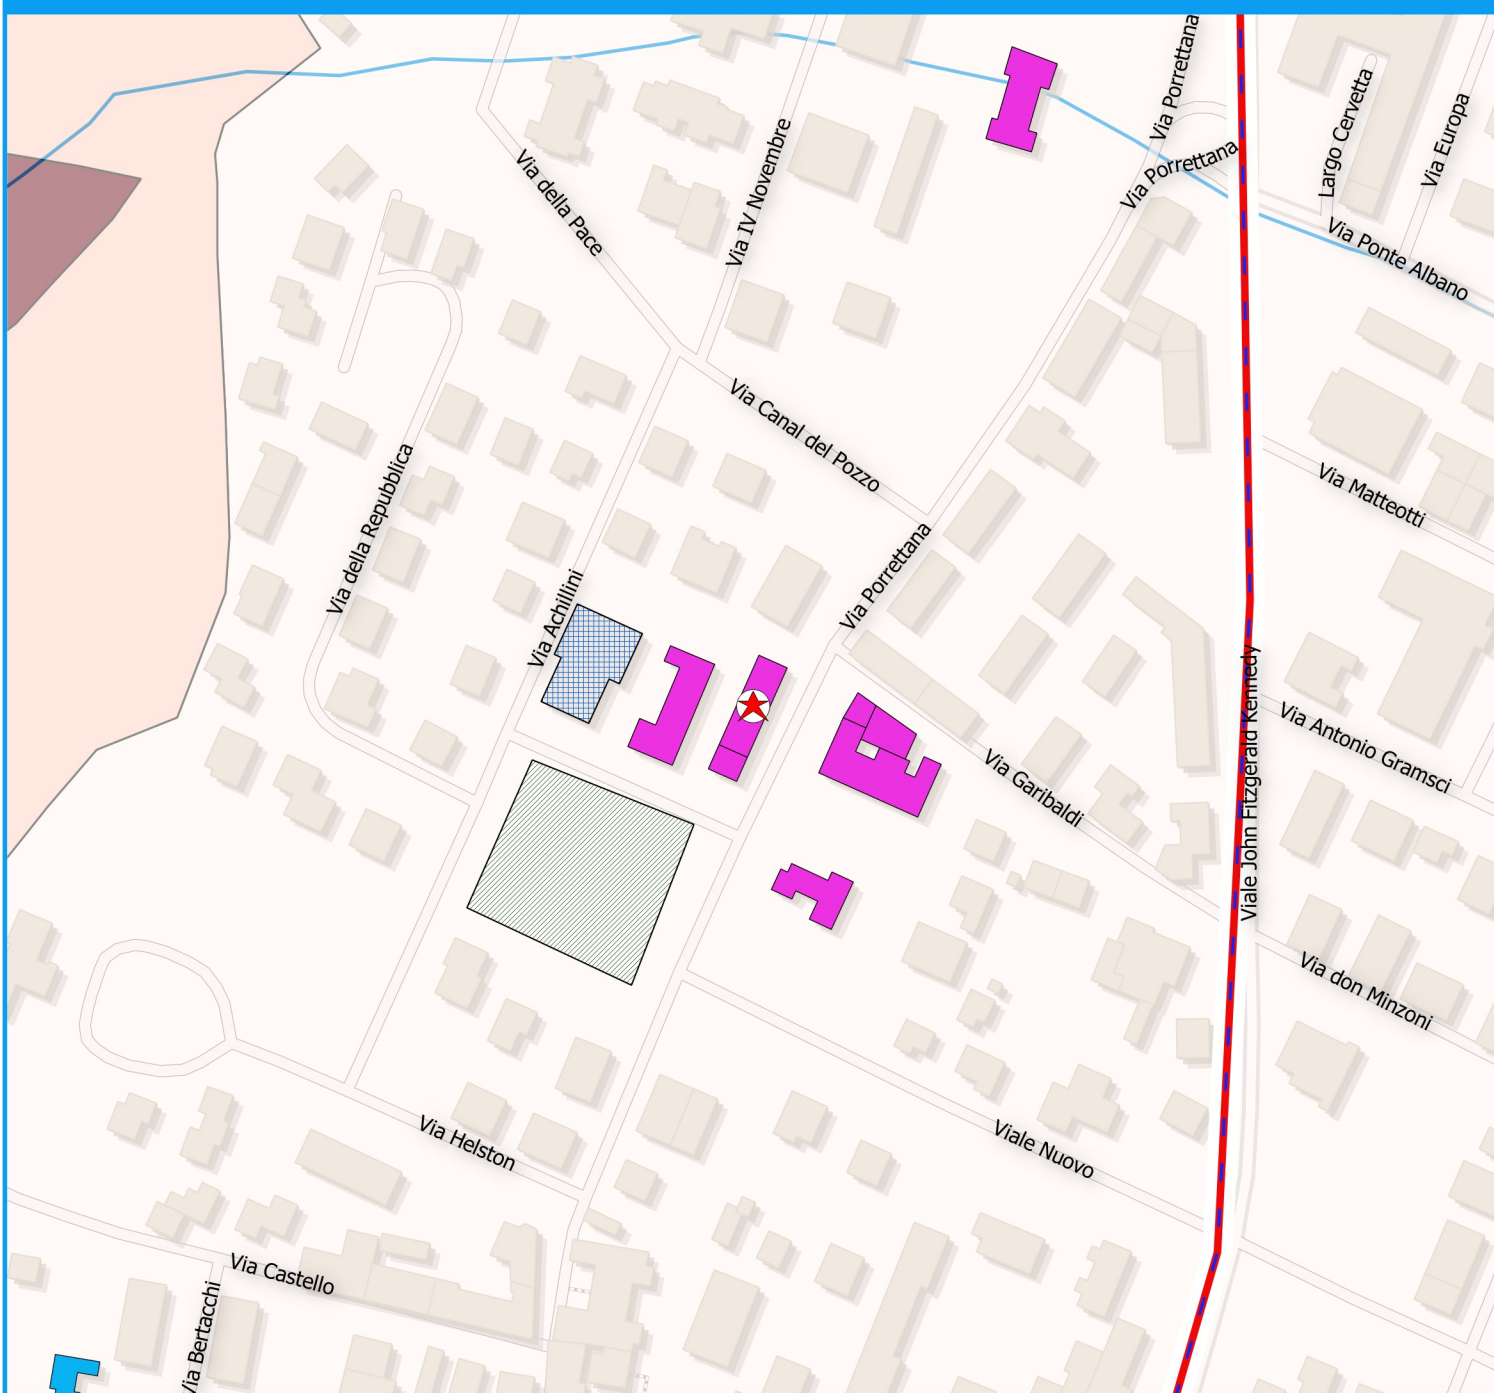 Via Porrettana
Largo Cervetta
Via Europa
Via IV Novembre
Via della Pace
Via Porrettana
Via Ponte Albano
Via Canal del Pozzo
Via della Repubblica
Via Matteotti
Via Porrettana
Via Achillini
Viale John Fitzgerald Kennedy
Via Antonio Gramsci
Via Garibaldi
Via don Minzoni
Via Helston
Viale Nuovo
Via Castello
Via Bertacchi